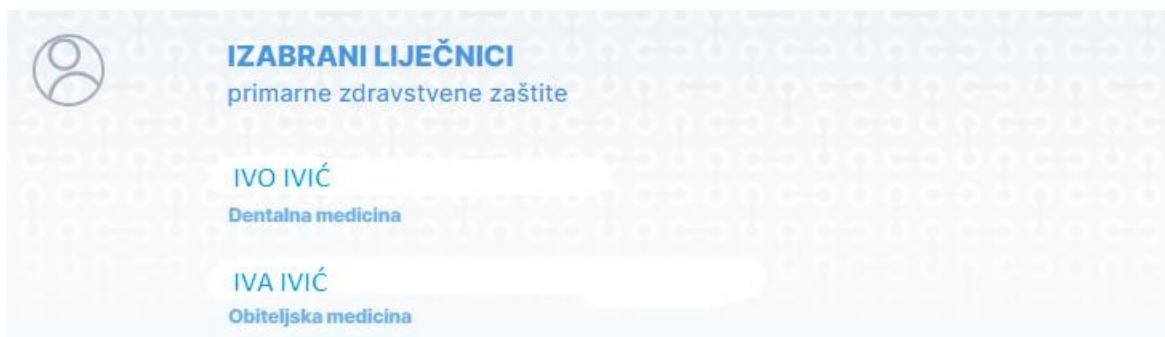 IZABRANI LIJEČNICI
primarne zdravstvene zaštite
IVO IVIĆ
Dentalna medicina
IVA IVIĆ
Obiteljska medicina